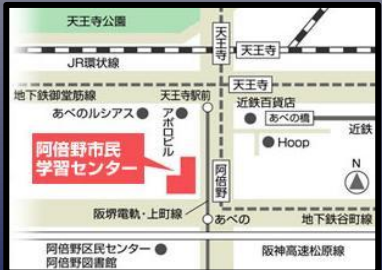 天王寺公園
天王寺
天王寺
JR環状線
天王寺
地下鉄御堂筋線
天王寺駅前
近鉄百貨店
あべのルシアス
アポロビル
あべの橋
近鉄
Hoop
阿倍野市民
学習センター
阿倍野
N
阪堺電軌・上町線
あべの
地下鉄谷町線
阿倍野区民センター
阿倍野図書館
阪神高速松原線